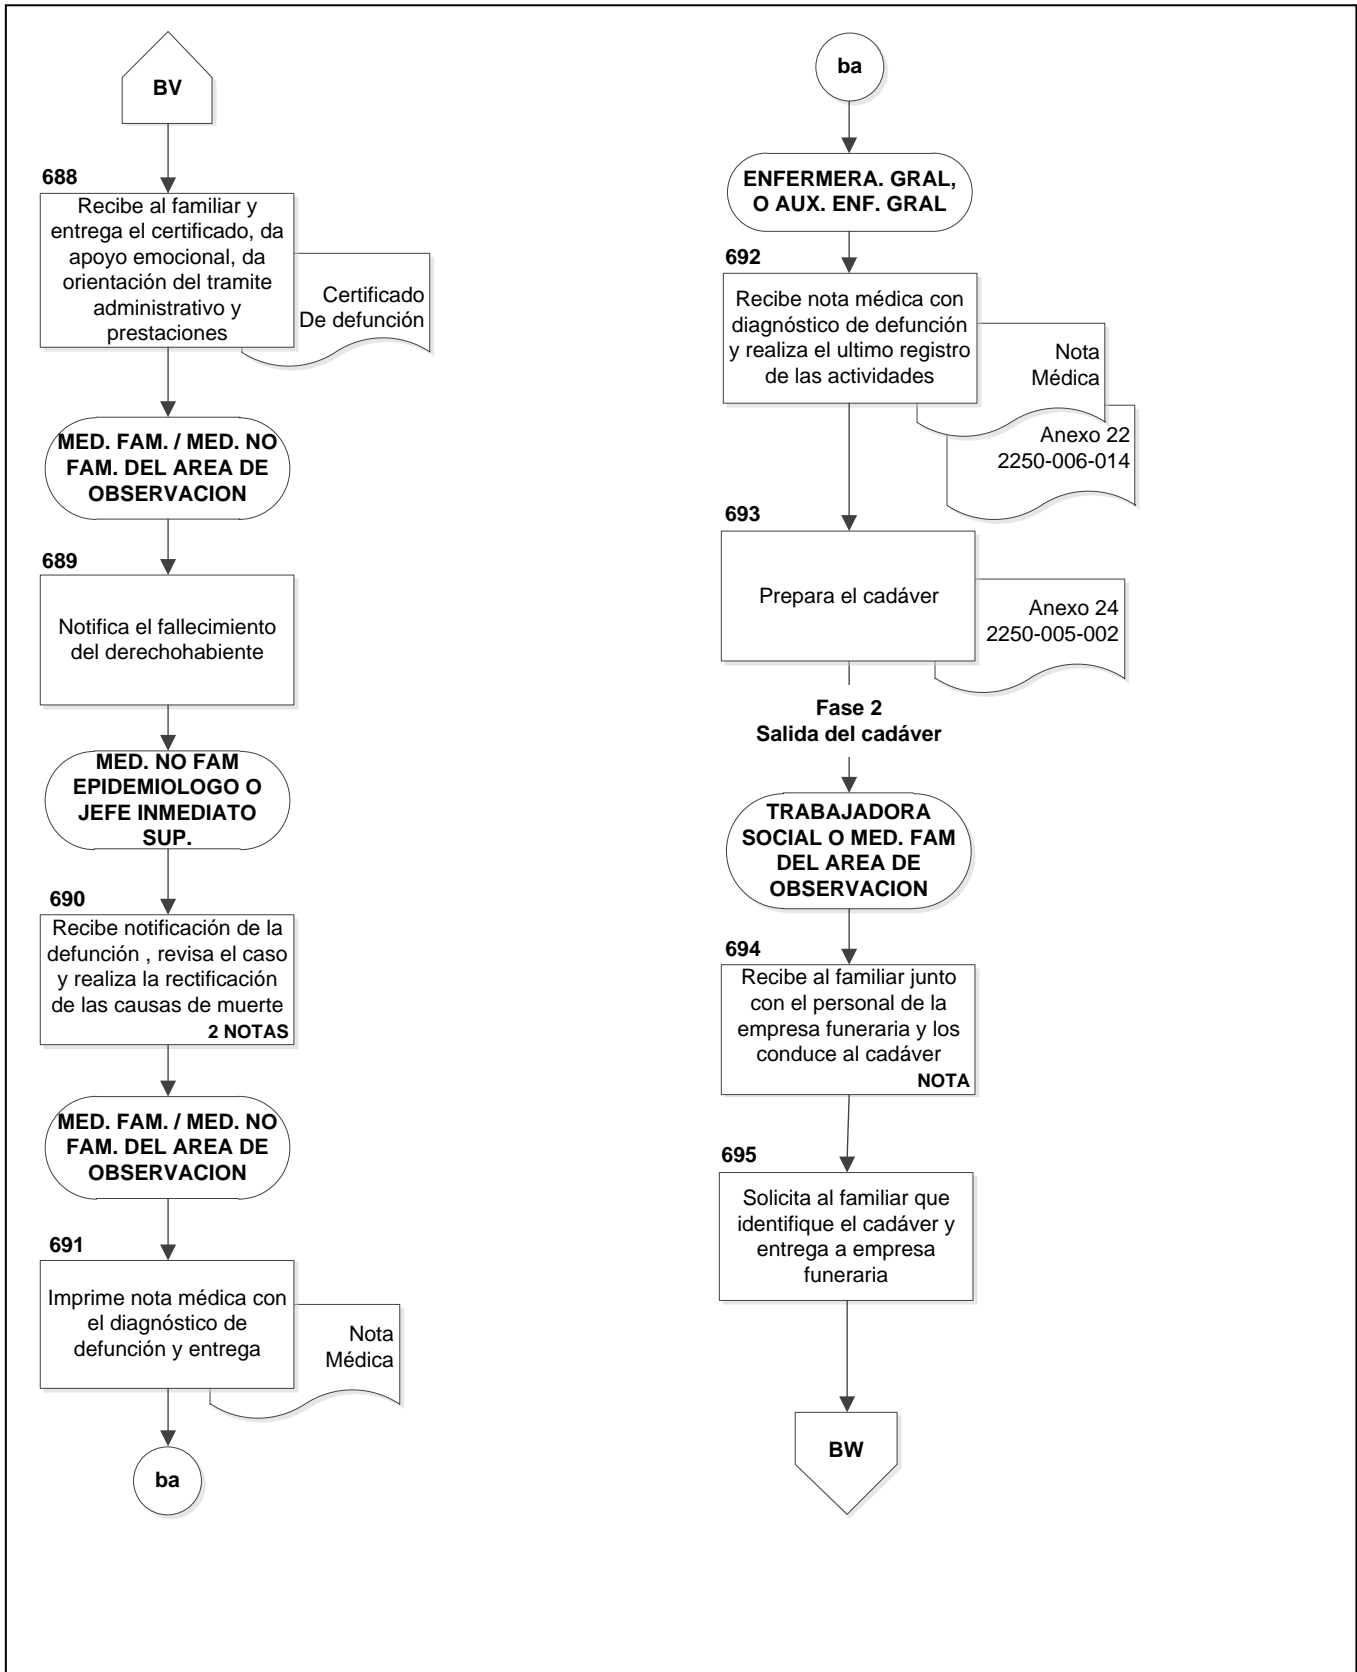 BV
688
Recibe al familiar y
entrega el certificado, da
apoyo emocional, da
orientación del tramite
administrativo y
prestaciones
Certificado
De defunción
MED. FAM. / MED. NO
FAM. DEL AREA DE
OBSERVACION
689
Notifica el fallecimiento
del derechohabiente
MED. NO FAM
EPIDEMIOLOGO O
JEFE INMEDIATO
SUP.
690
Recibe notificación de la
defunción , revisa el caso
y realiza la rectificación
de las causas de muerte
2 NOTAS
MED. FAM. / MED. NO
FAM. DEL AREA DE
OBSERVACION
691
Imprime nota médica con
el diagnóstico de
defunción y entrega
Nota
Médica
ba
ba
ENFERMERA. GRAL,
O AUX. ENF. GRAL
692
Recibe nota médica con
diagnóstico de defunción
y realiza el ultimo registro
de las actividades
Nota
Médica
Anexo 22
2250-006-014
693
Prepara el cadáver
Anexo 24
2250-005-002
Fase 2
Salida del cadáver
TRABAJADORA
SOCIAL O MED. FAM
DEL AREA DE
OBSERVACION
694
Recibe al familiar junto
con el personal de la
empresa funeraria y los
conduce al cadáver
NOTA
695
Solicita al familiar que
identifique el cadáver y
entrega a empresa
funeraria
BW